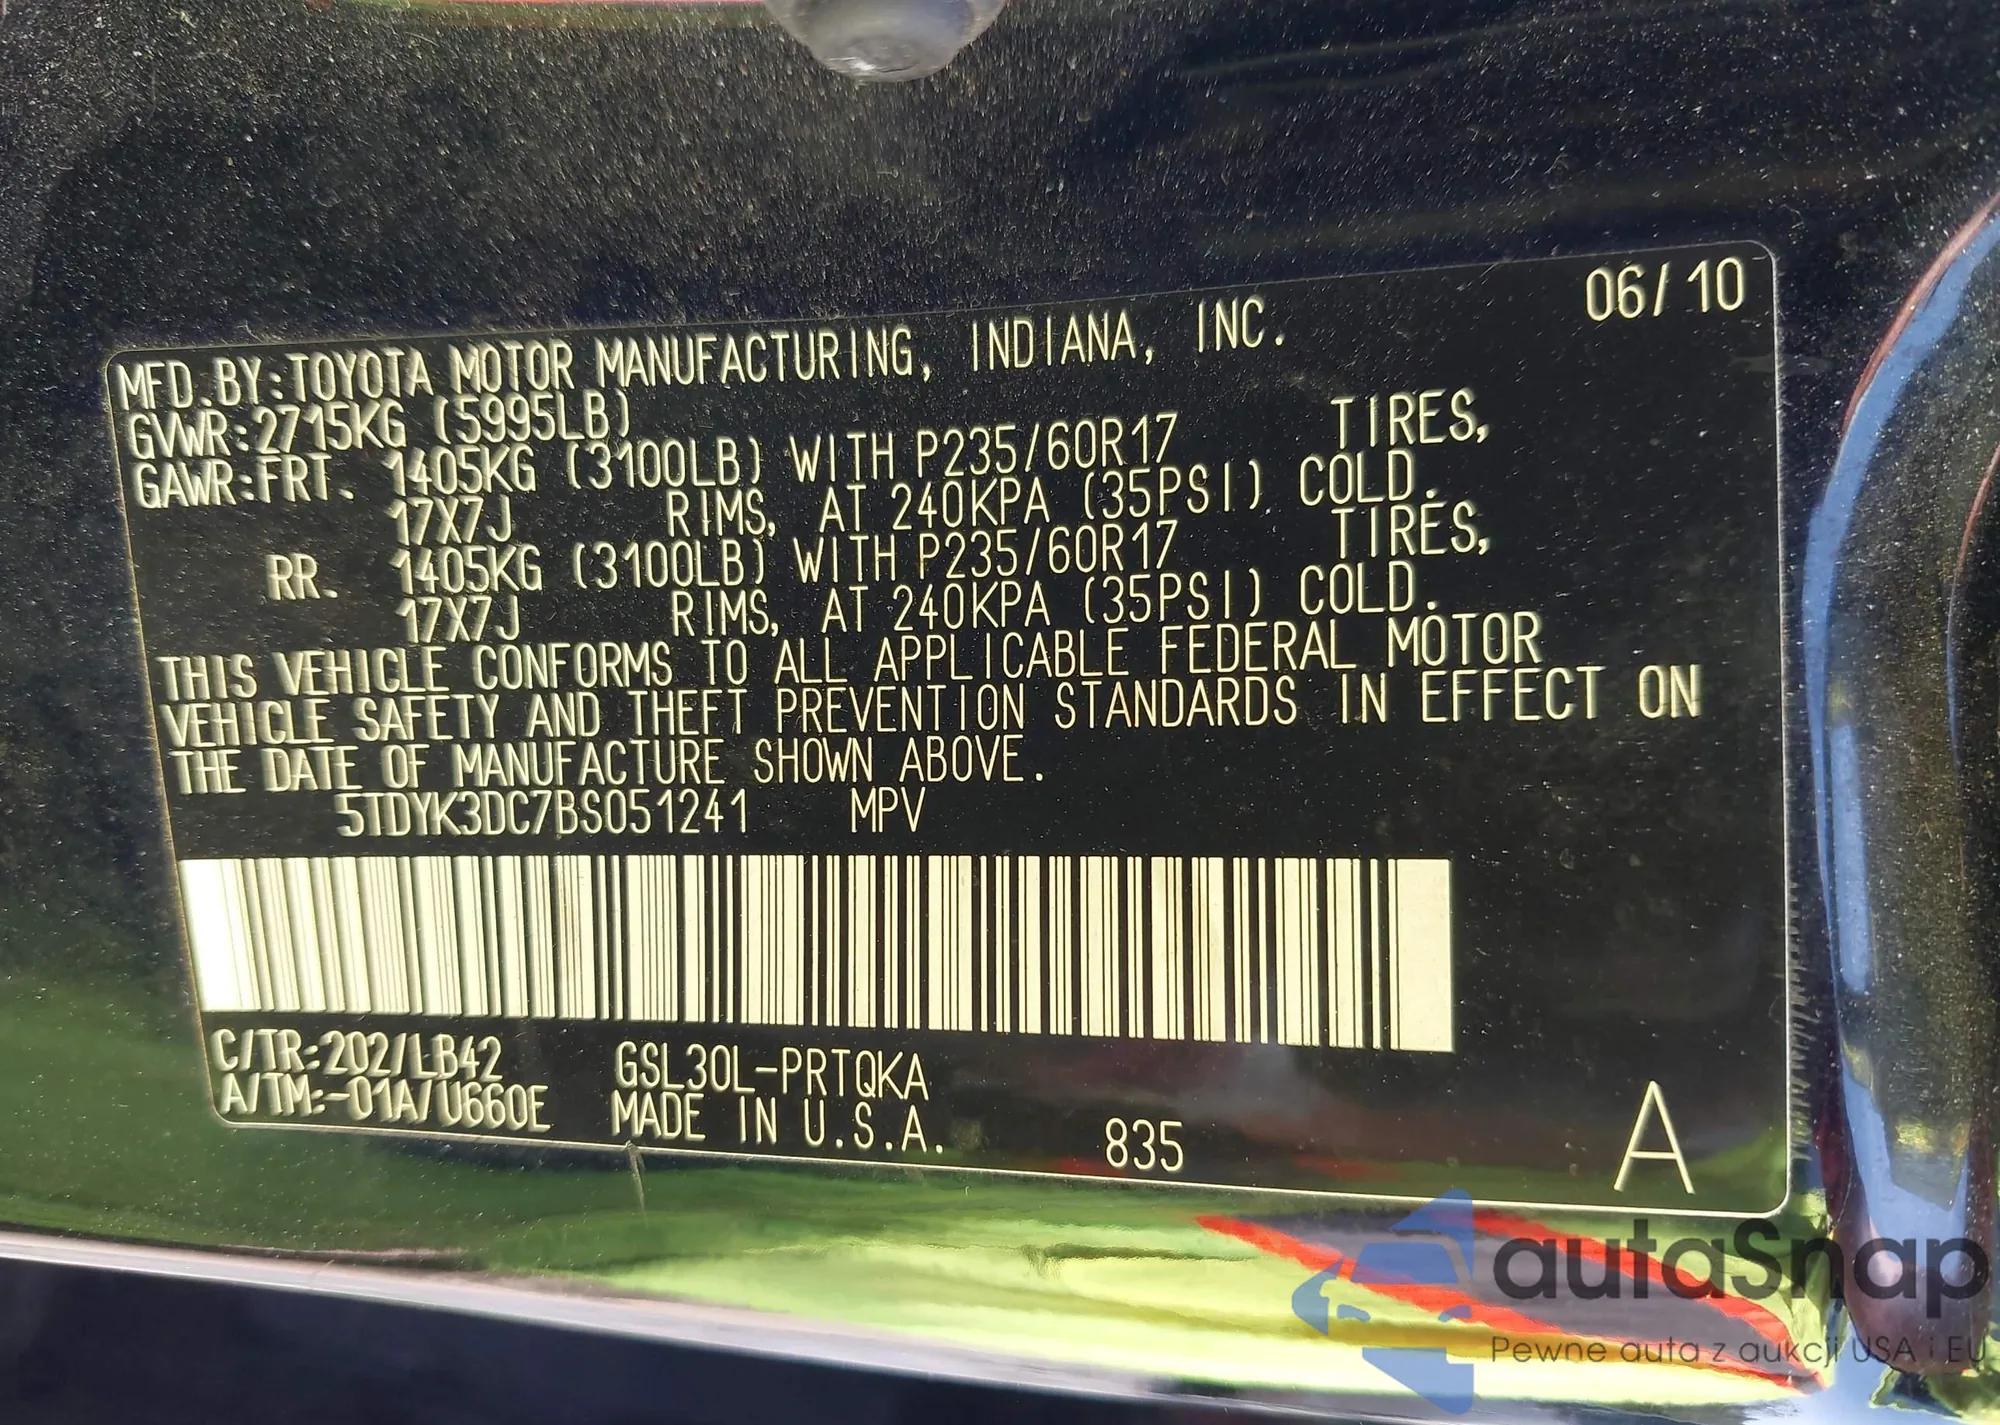 06/10
MFD.BY:TOYOTA MOTOR MANUFACTURING, INDIANA, INC.
GVWR:2715KG (5995LB)
GAWR:FRT. 1405KG (3100LB) WITH P235/60R17 TIRES,
17X7J RIMS, AT 240KPA (35PSI) COLD.
RR. 1405KG (3100LB) WITH P235/60R17 TIRES,
17X7J RIMS, AT 240KPA (35PSI) COLD.
THIS VEHICLE CONFORMS TO ALL APPLICABLE FEDERAL MOTOR
VEHICLE SAFETY AND THEFT PREVENTION STANDARDS IN EFFECT ON
THE DATE OF MANUFACTURE SHOWN ABOVE.
5TDYK3DC7BS051241 MPV
C/TR:202/LB42 GSL30L-PRTQKA
A/TM:-01A/U660E MADE IN U.S.A. 835 A
autaSnap
Pewne auta z aukcji USA i EU